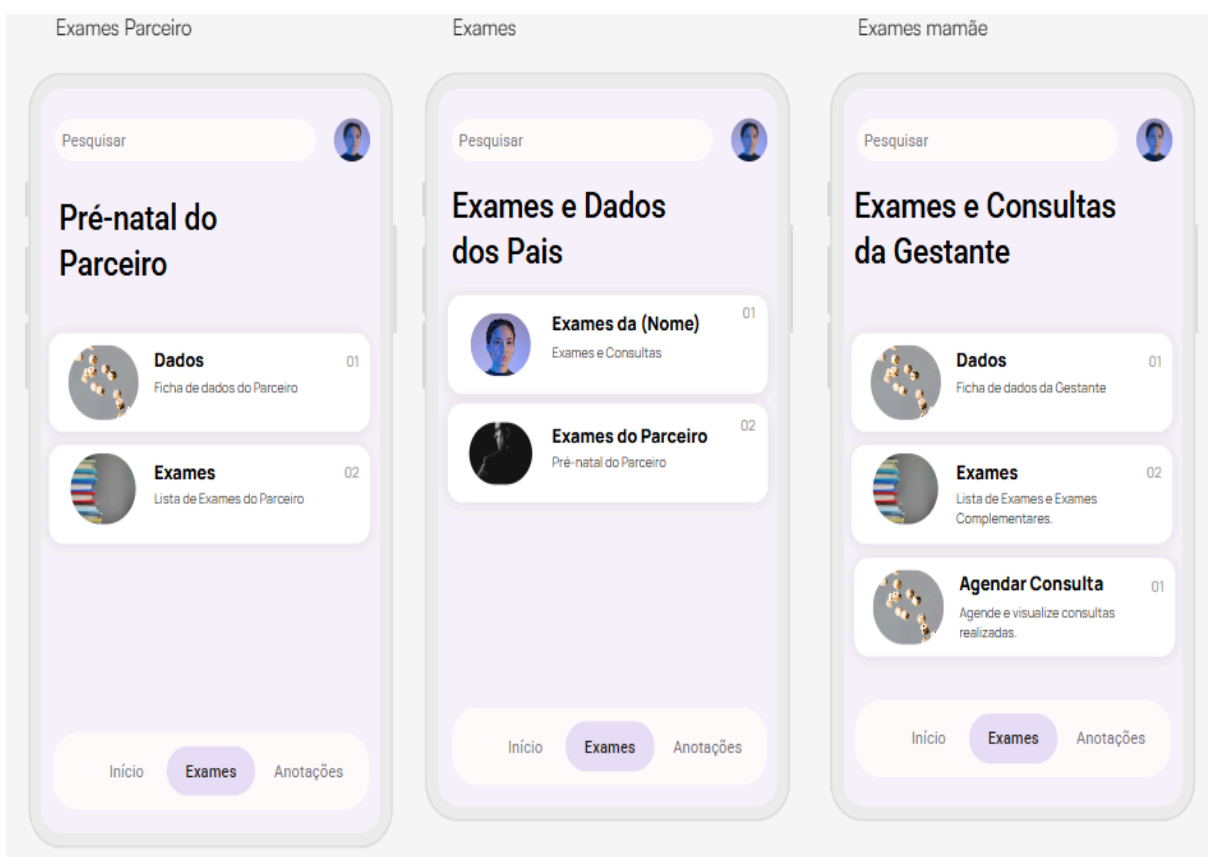 Exames Parceiro
Pesquisar
Pré-natal do
Parceiro
Dados
01
Ficha de dados do Parceiro
Exames
02
Lista de Exames do Parceiro
Início
Exames
Anotações
Exames
Pesquisar
Exames e Dados
dos Pais
Exames da (Nome)
01
Exames e Consultas
Exames do Parceiro
02
Pré-natal do Parceiro
Início
Exames
Anotações
Exames mamãe
Pesquisar
Exames e Consultas
da Gestante
Dados
01
Ficha de dados da Gestante
Exames
02
Lista de Exames e Exames
Complementares.
Agendar Consulta
01
Agende e visualize consultas
realizadas.
Início
Exames
Anotações